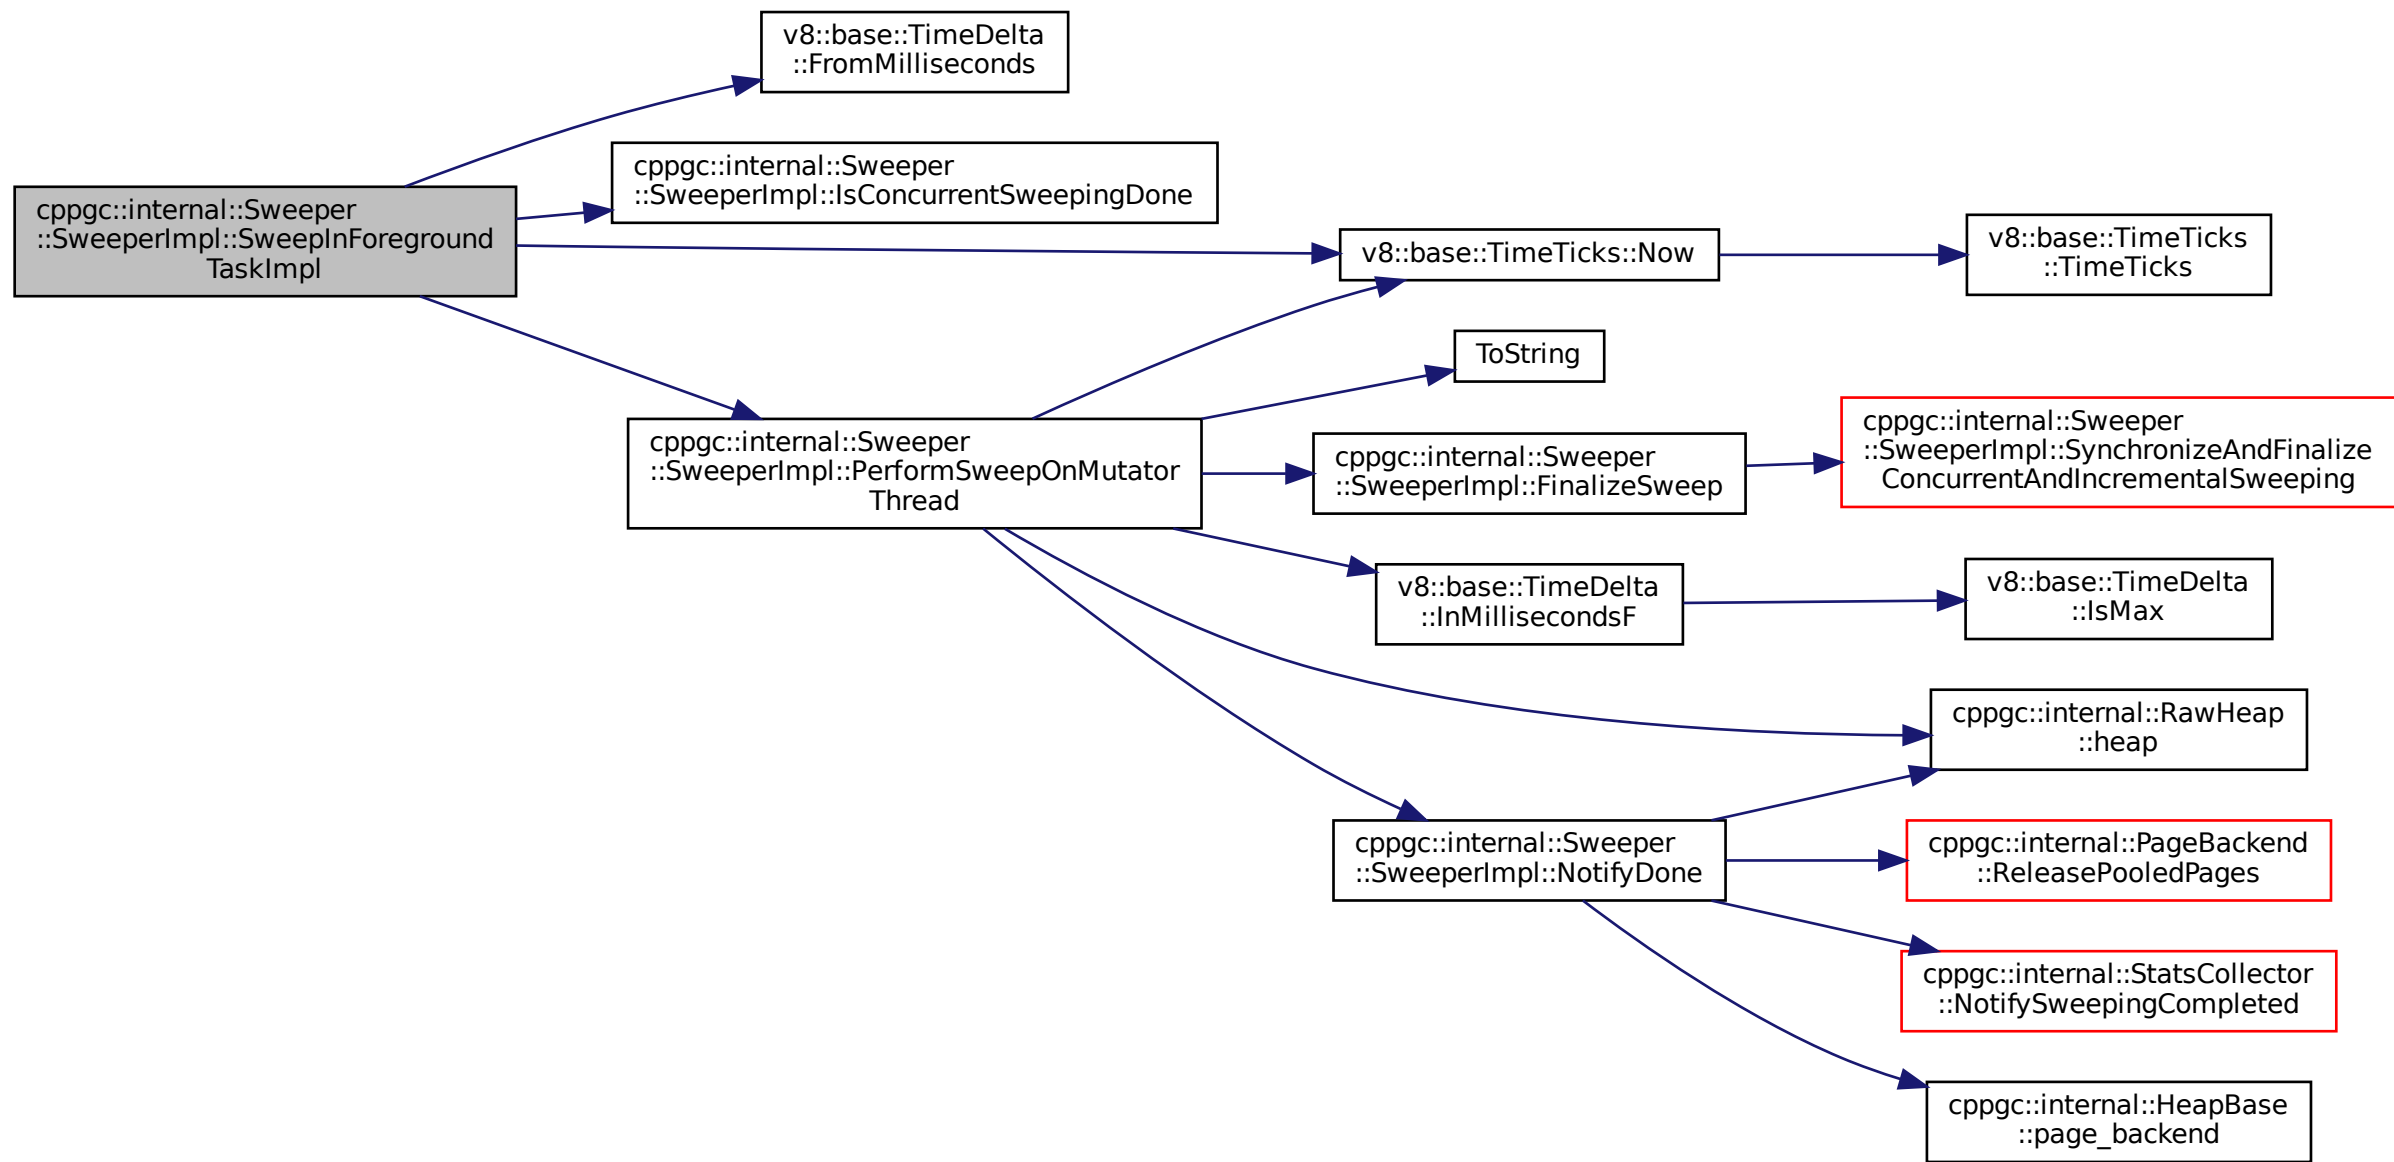 v8::base::TimeDelta
::FromMilliseconds
cppgc::internal::Sweeper
::SweeperImpl::IsConcurrentSweepingDone
cppgc::internal::Sweeper
::SweeperImpl::SweepInForeground
TaskImpl
v8::base::TimeTicks::Now
v8::base::TimeTicks
::TimeTicks
ToString
cppgc::internal::Sweeper
::SweeperImpl::PerformSweepOnMutator
Thread
cppgc::internal::Sweeper
::SweeperImpl::FinalizeSweep
cppgc::internal::Sweeper
::SweeperImpl::SynchronizeAndFinalize
ConcurrentAndIncrementalSweeping
v8::base::TimeDelta
::InMillisecondsF
v8::base::TimeDelta
::IsMax
cppgc::internal::RawHeap
::heap
cppgc::internal::Sweeper
::SweeperImpl::NotifyDone
cppgc::internal::PageBackend
::ReleasePooledPages
cppgc::internal::StatsCollector
::NotifySweepingCompleted
cppgc::internal::HeapBase
::page_backend